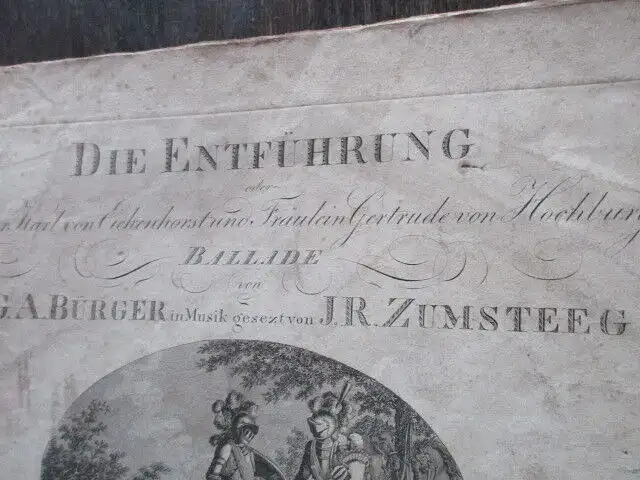 DIE ENTFÜHRUNG
oder
r Karl von Eichenhorst und Fräulein Gertrude von Hochburg
BALLADE
von
G.A. BÜRGER in Musik gesezt von J.R. ZUMSTEEG